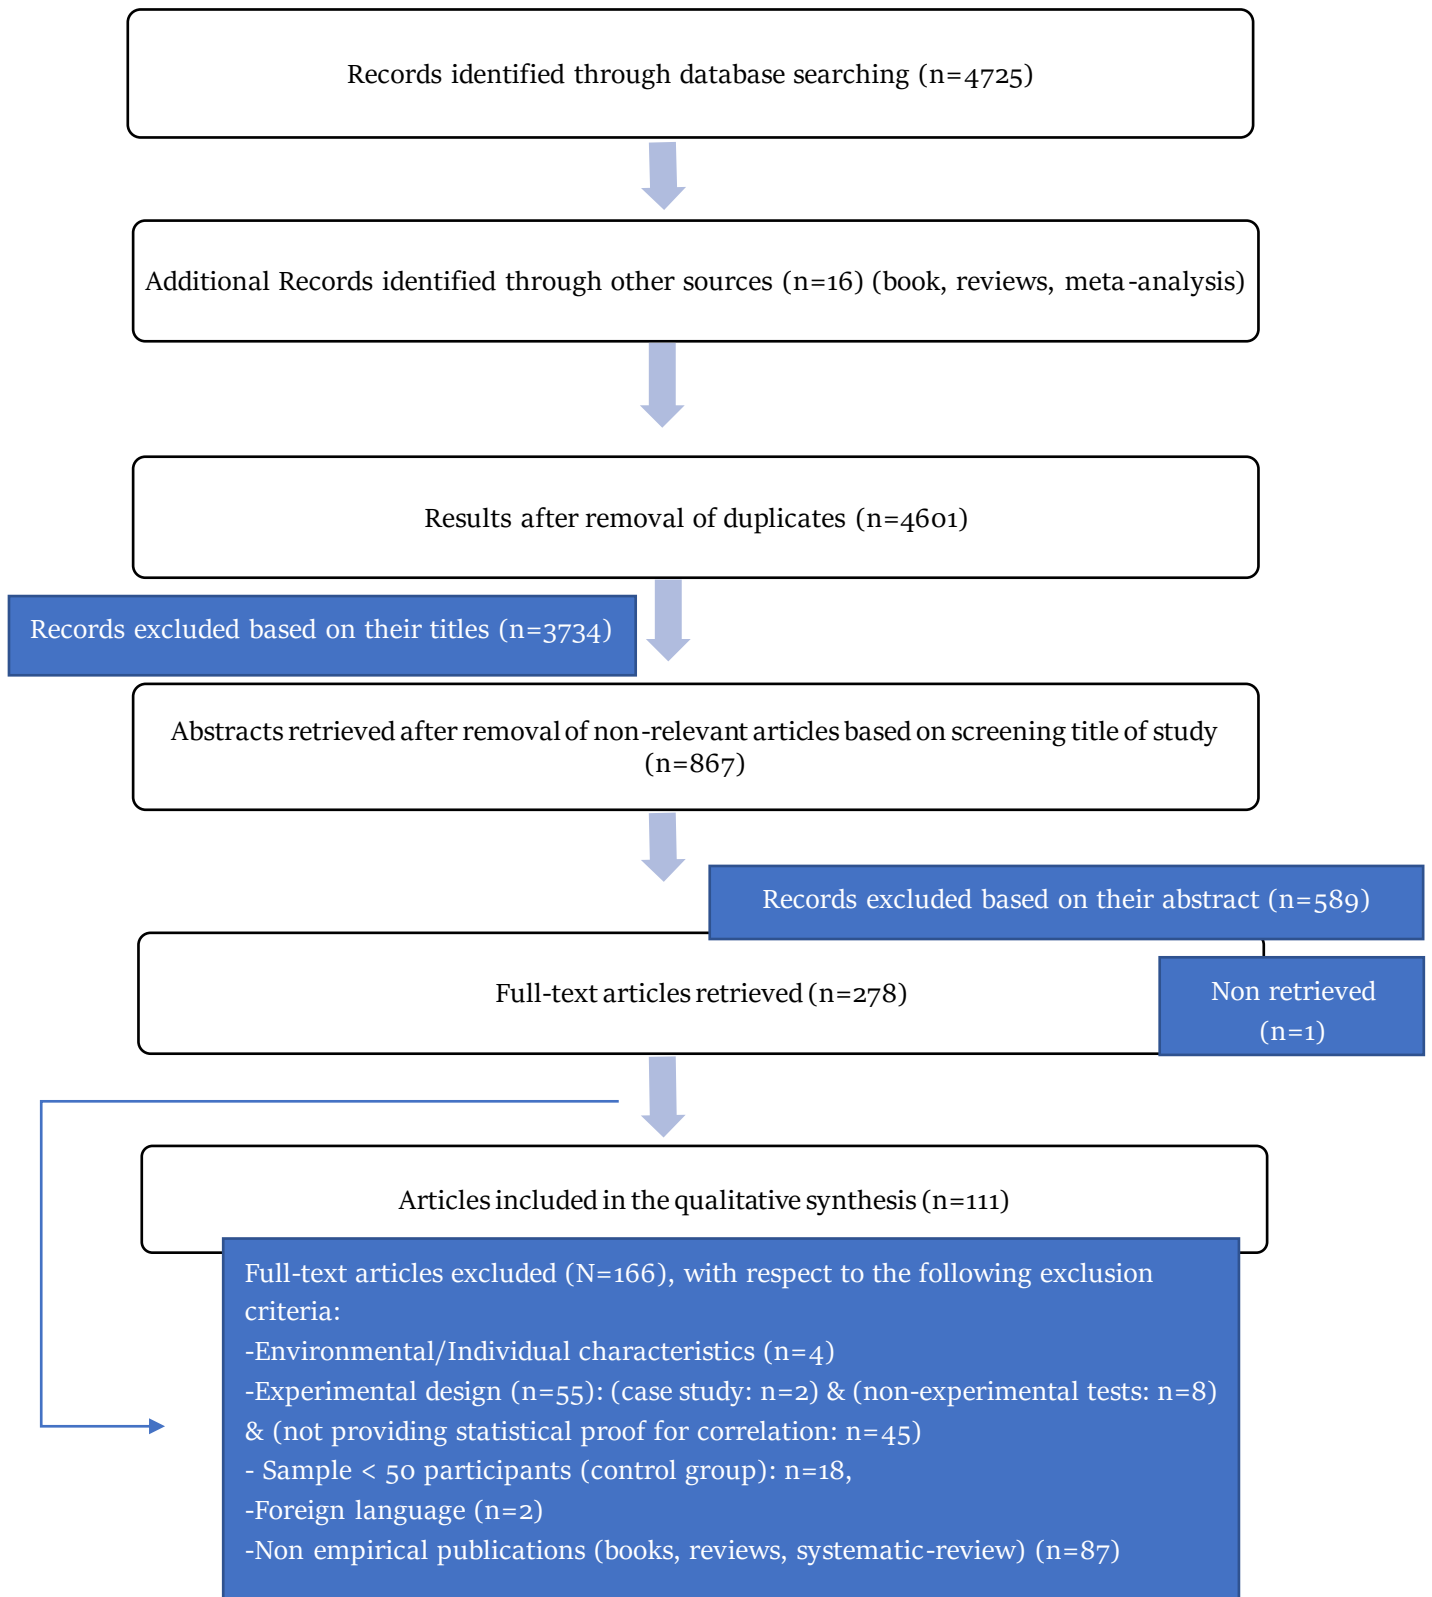 Records identified through database searching (n=4725)
Additional Records identified through other sources (n=16) (book, reviews, meta-analysis)
Results after removal of duplicates (n=4601)
Records excluded based on their titles (n=3734)
Abstracts retrieved after removal of non-relevant articles based on screening title of study
(n=867)
Records excluded based on their abstract (n=589)
Full-text articles retrieved (n=278)
Non retrieved
(n=1)
Articles included in the qualitative synthesis (n=111)
Full-text articles excluded (N=166), with respect to the following exclusion
criteria:
-Environmental/Individual characteristics (n=4)
-Experimental design (n=55): (case study: n=2) & (non-experimental tests: n=8)
& (not providing statistical proof for correlation: n=45)
- Sample < 50 participants (control group): n=18,
-Foreign language (n=2)
-Non empirical publications (books, reviews, systematic-review) (n=87)